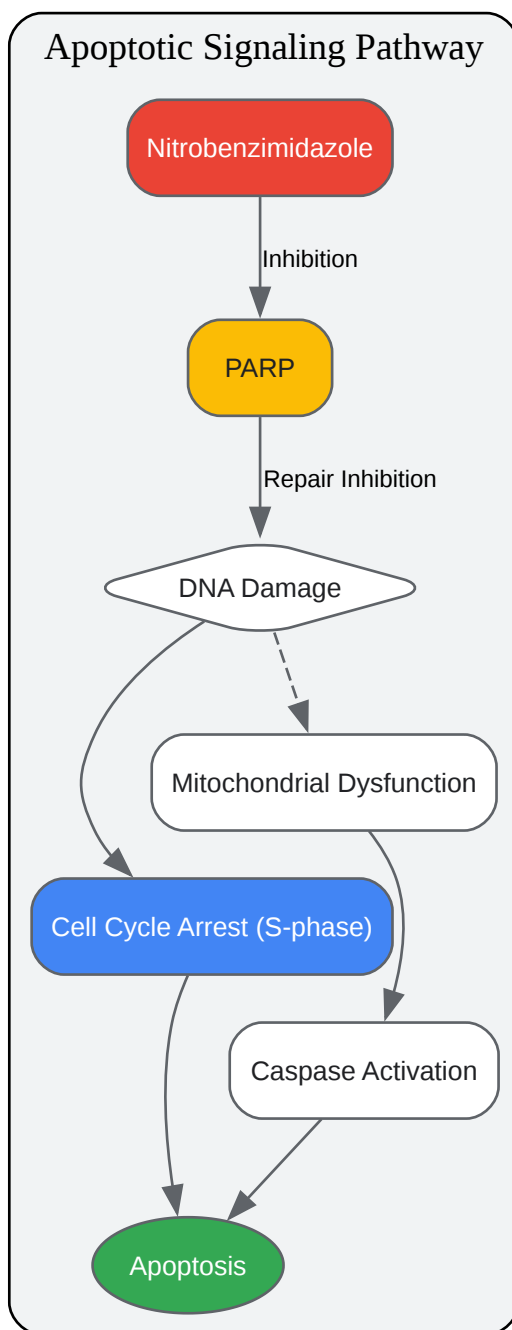 Apoptotic Signaling Pathway
Nitrobenzimidazole
Inhibition
PARP
Repair Inhibition
DNA Damage
Mitochondrial Dysfunction
Cell Cycle Arrest (S-phase)
Caspase Activation
Apoptosis